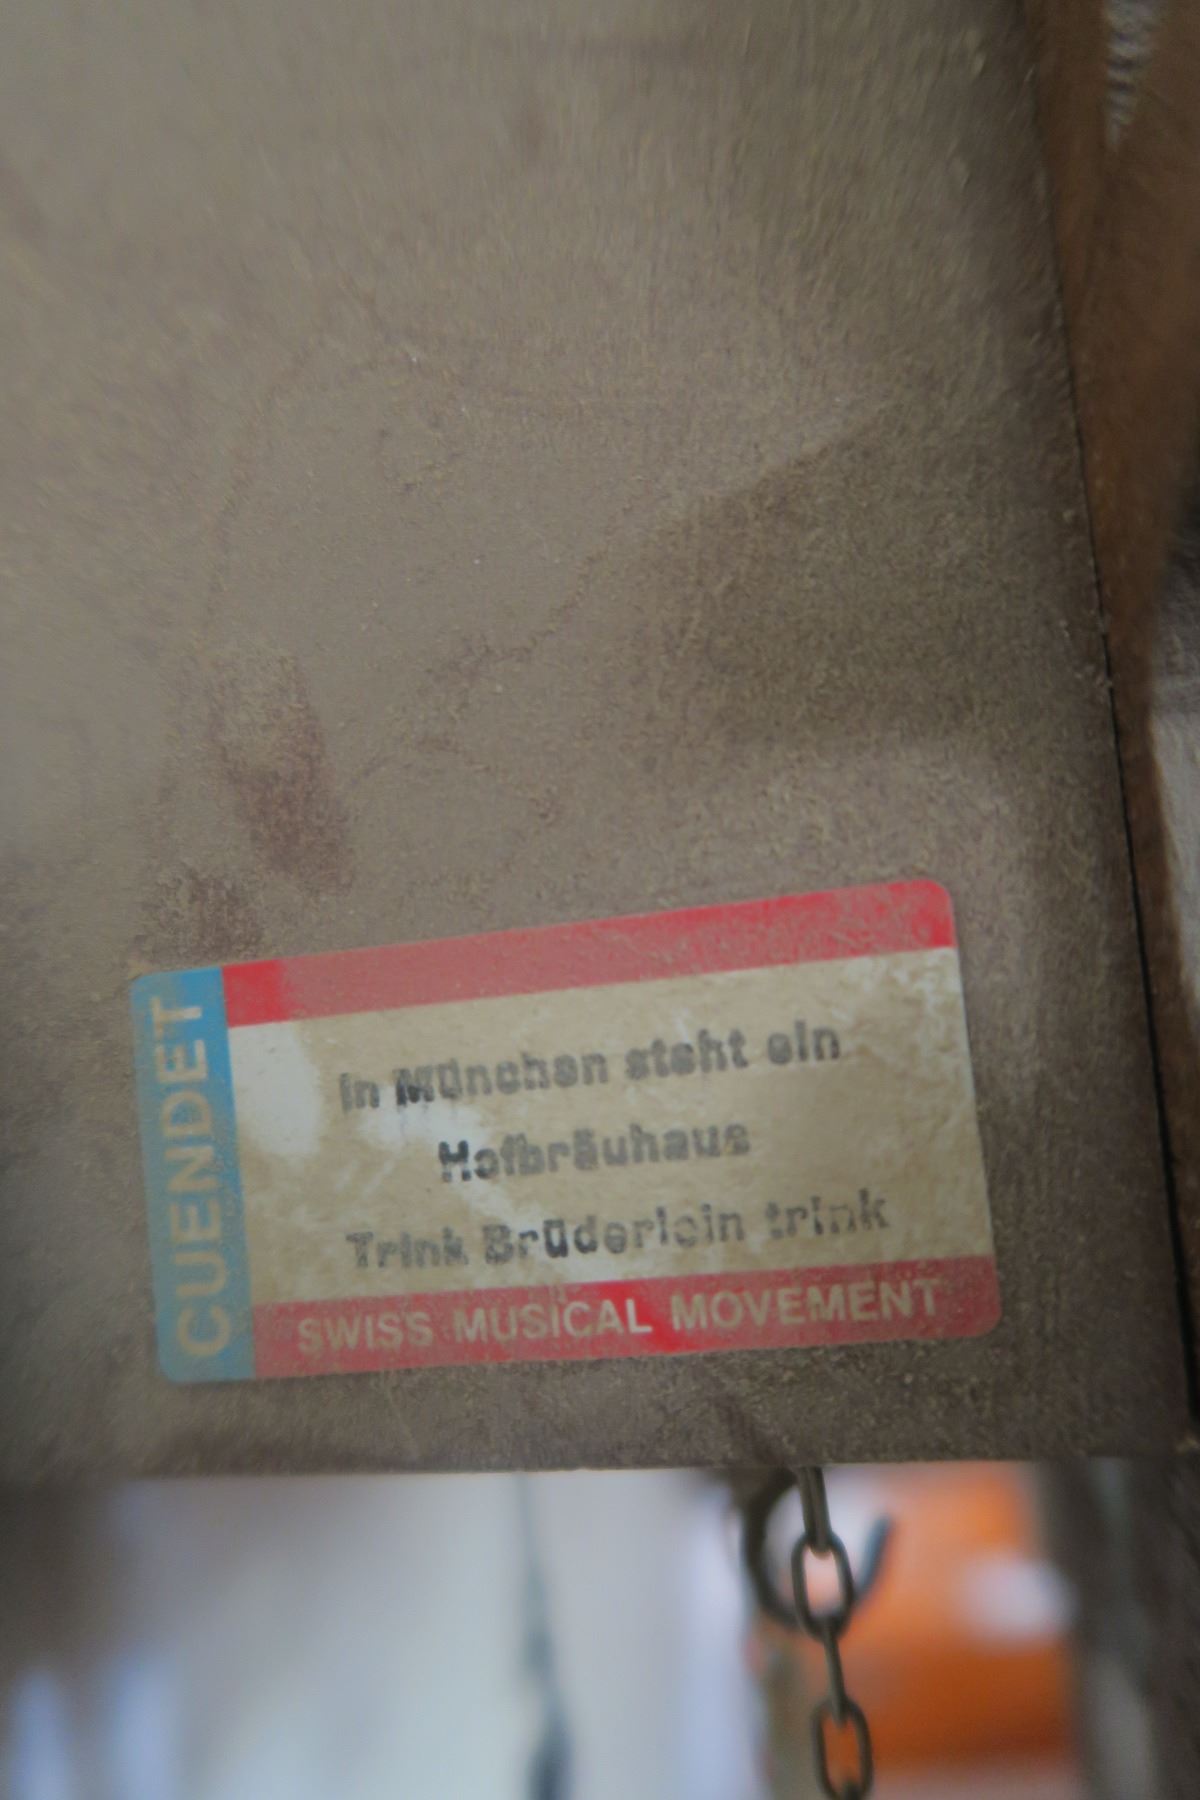 CUENDET
In München steht ein
Hofbräuhaus
Trink Brüderlein trink
SWISS MUSICAL MOVEMENT